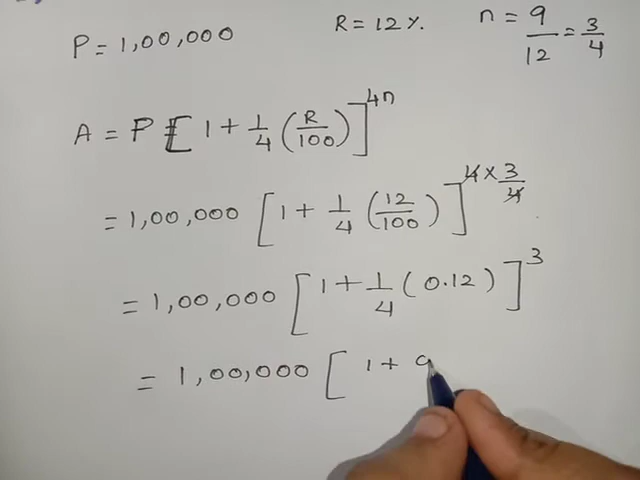 P = 1,00,000 R = 12 %. n = 9/12 = 3/4
A = P [ 1 + 1/4 (R/100) ]^4n
= 1,00,000 [ 1 + 1/4 (12/100) ]^4 × 3/4
= 1,00,000 [ 1 + 1/4 ( 0.12 ) ]^3
= 1,00,000 [ 1 +